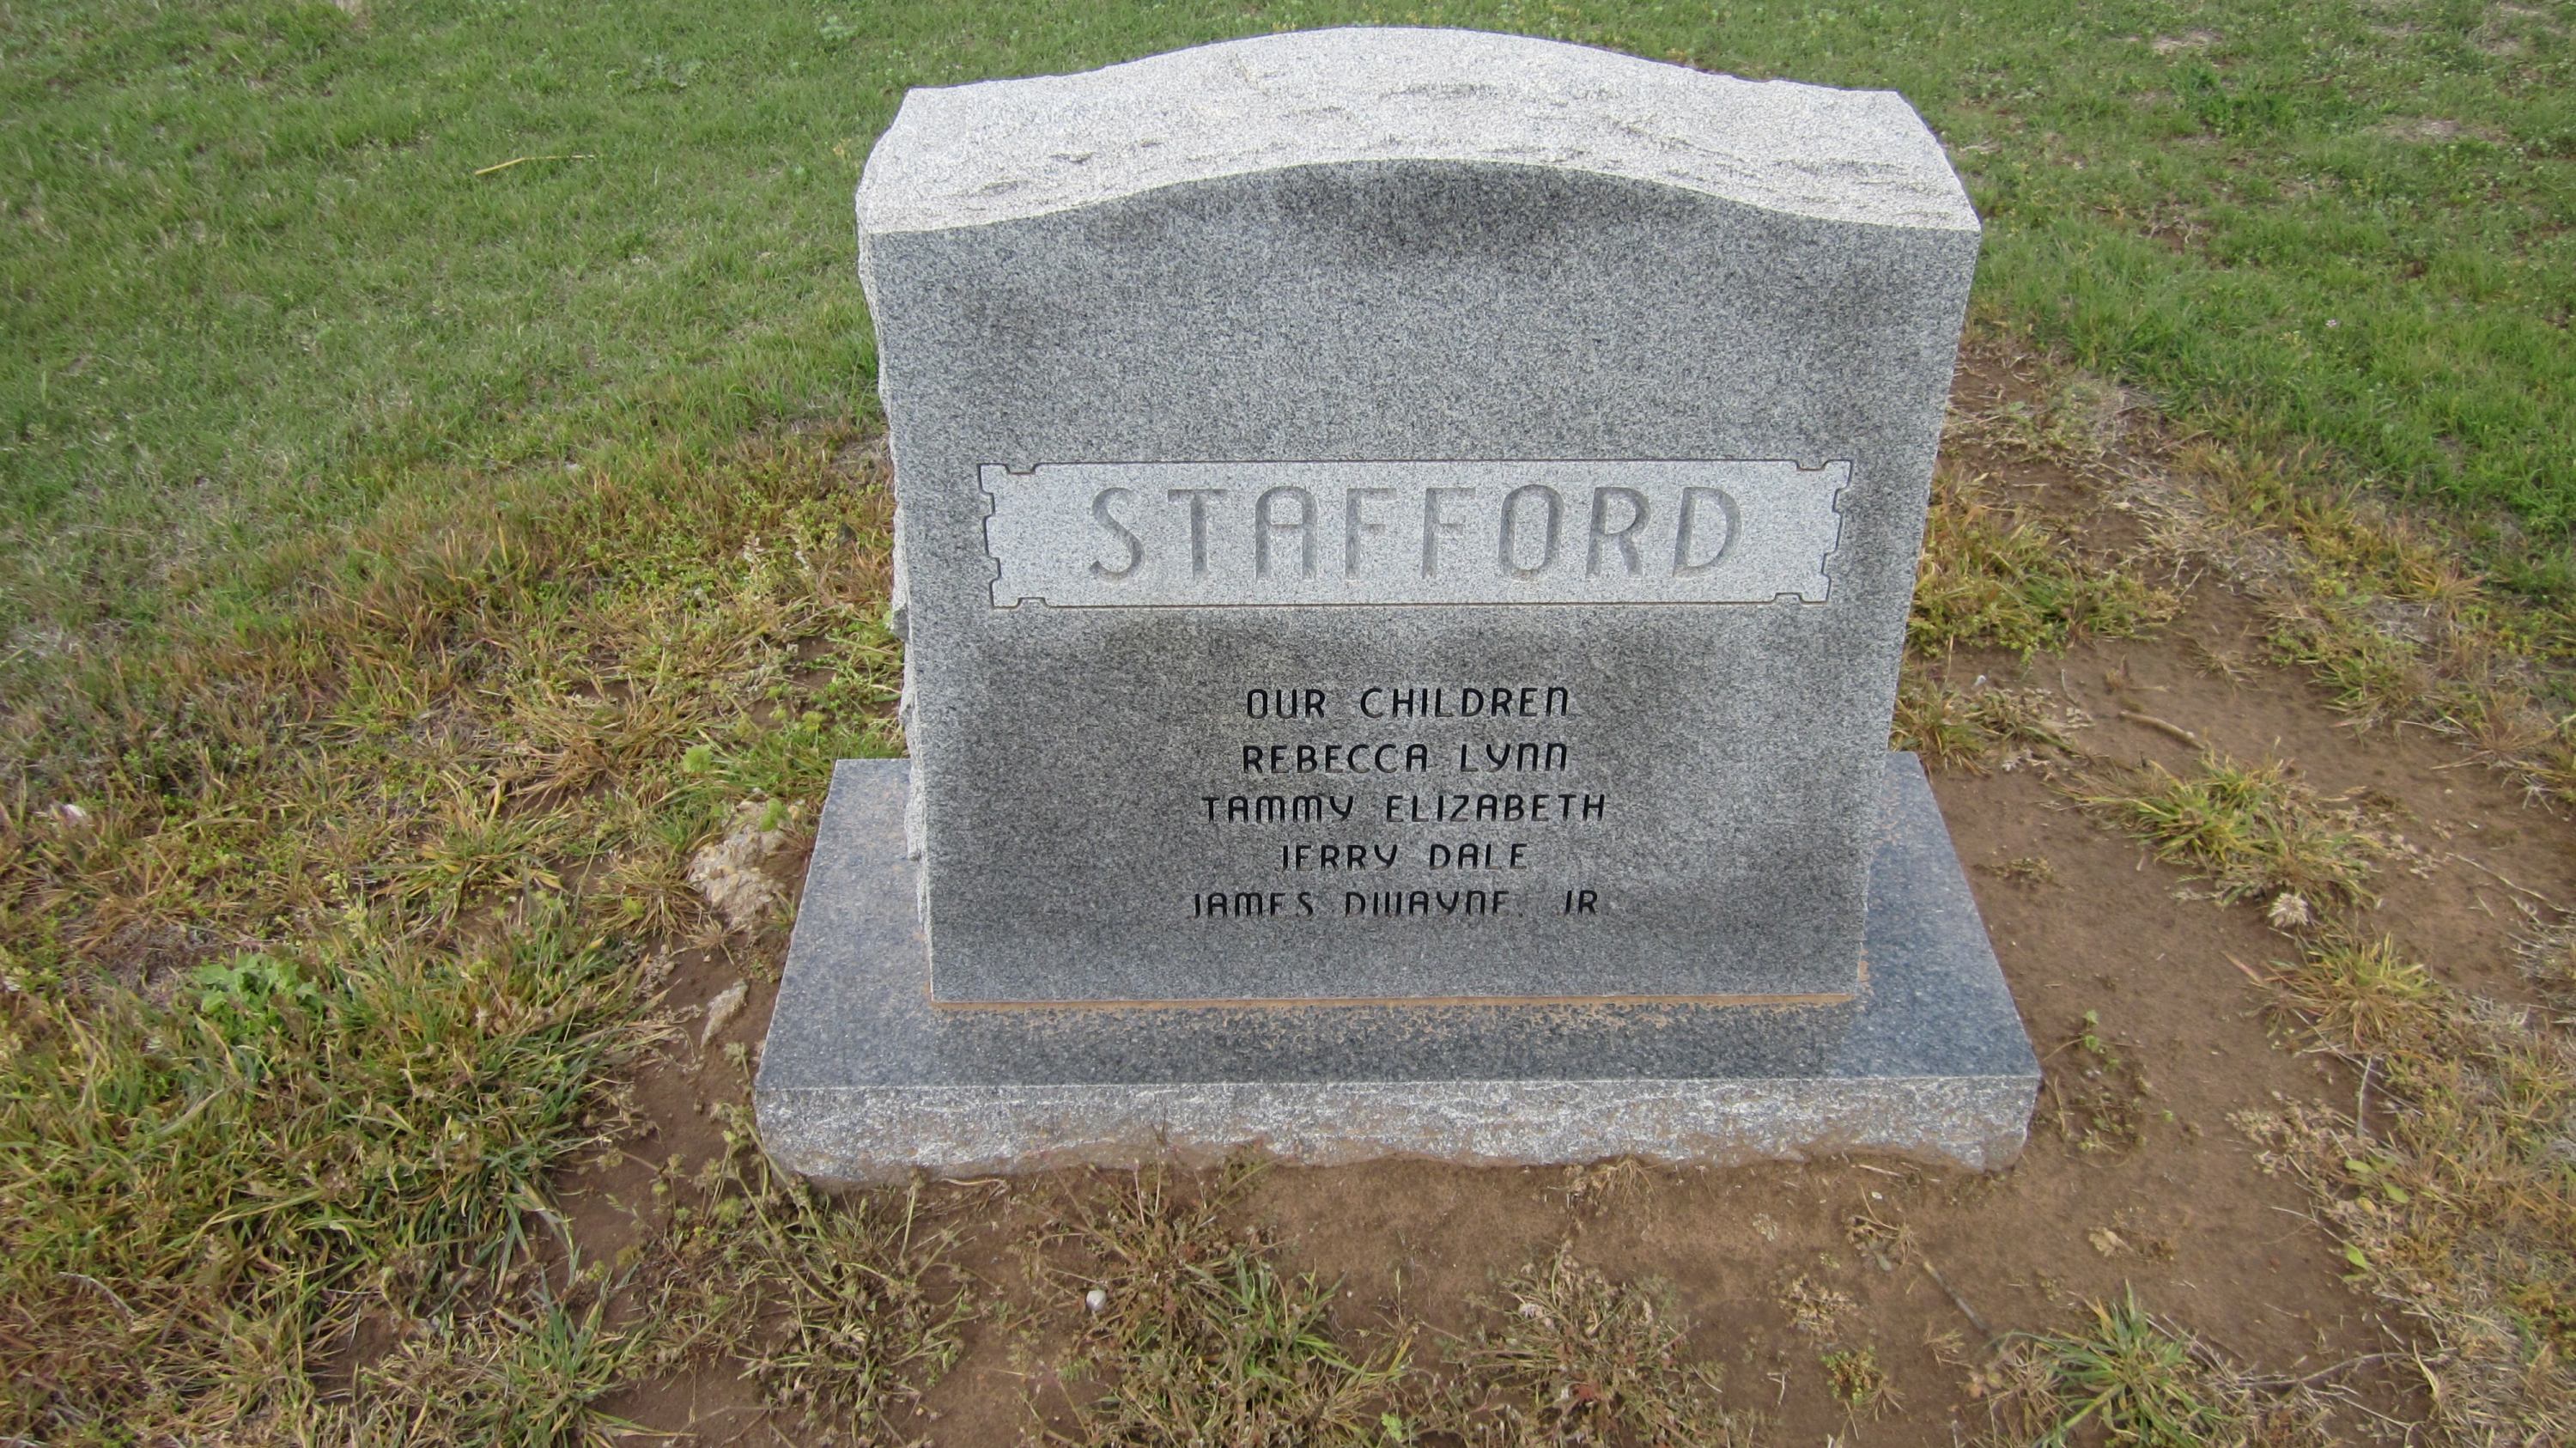 STAFFORD
OUR CHILDREN
REBECCA LYNN
TAMMY ELIZABETH
JERRY DALE
JAMES DWAYNE, JR